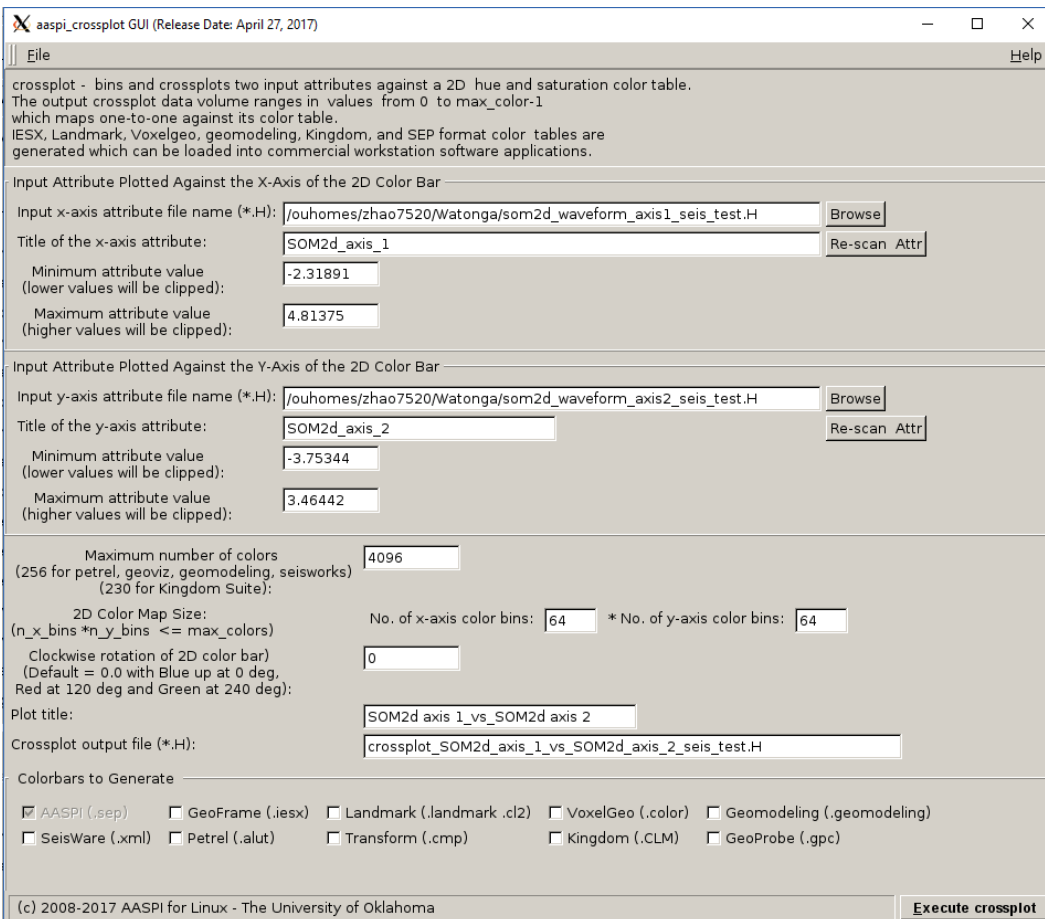 aaspi_crossplot GUI (Release Date: April 27, 2017)
File Help
crossplot - bins and crossplots two input attributes against a 2D hue and saturation color table.
The output crossplot data volume ranges in values from 0 to max_color-1
which maps one-to-one against its color table.
IESX, Landmark, Voxelgeo, geomodeling, Kingdom, and SEP format color tables are
generated which can be loaded into commercial workstation software applications.
Input Attribute Plotted Against the X-Axis of the 2D Color Bar
Input x-axis attribute file name (*.H): /ouhomes/zhao7520/Watonga/som2d_waveform_axis1_seis_test.H Browse
Title of the x-axis attribute: SOM2d_axis_1 Re-scan Attr
Minimum attribute value
(lower values will be clipped): -2.31891
Maximum attribute value
(higher values will be clipped): 4.81375
Input Attribute Plotted Against the Y-Axis of the 2D Color Bar
Input y-axis attribute file name (*.H): /ouhomes/zhao7520/Watonga/som2d_waveform_axis2_seis_test.H Browse
Title of the y-axis attribute: SOM2d_axis_2 Re-scan Attr
Minimum attribute value
(lower values will be clipped): -3.75344
Maximum attribute value
(higher values will be clipped): 3.46442
Maximum number of colors
(256 for petrel, geoviz, geomodeling, seisworks) 4096
(230 for Kingdom Suite):
2D Color Map Size:
(n_x_bins *n_y_bins <= max_colors) No. of x-axis color bins: 64 * No. of y-axis color bins: 64
Clockwise rotation of 2D color bar) 0
(Default = 0.0 with Blue up at 0 deg,
Red at 120 deg and Green at 240 deg):
Plot title: SOM2d axis 1_vs_SOM2d axis 2
Crossplot output file (*.H): crossplot_SOM2d_axis_1_vs_SOM2d_axis_2_seis_test.H
Colorbars to Generate
AASPI (.sep) GeoFrame (.iesx) Landmark (.landmark .cl2) VoxelGeo (.color) Geomodeling (.geomodeling)
SeisWare (.xml) Petrel (.alut) Transform (.cmp) Kingdom (.CLM) GeoProbe (.gpc)
(c) 2008-2017 AASPI for Linux - The University of Oklahoma Execute crossplot